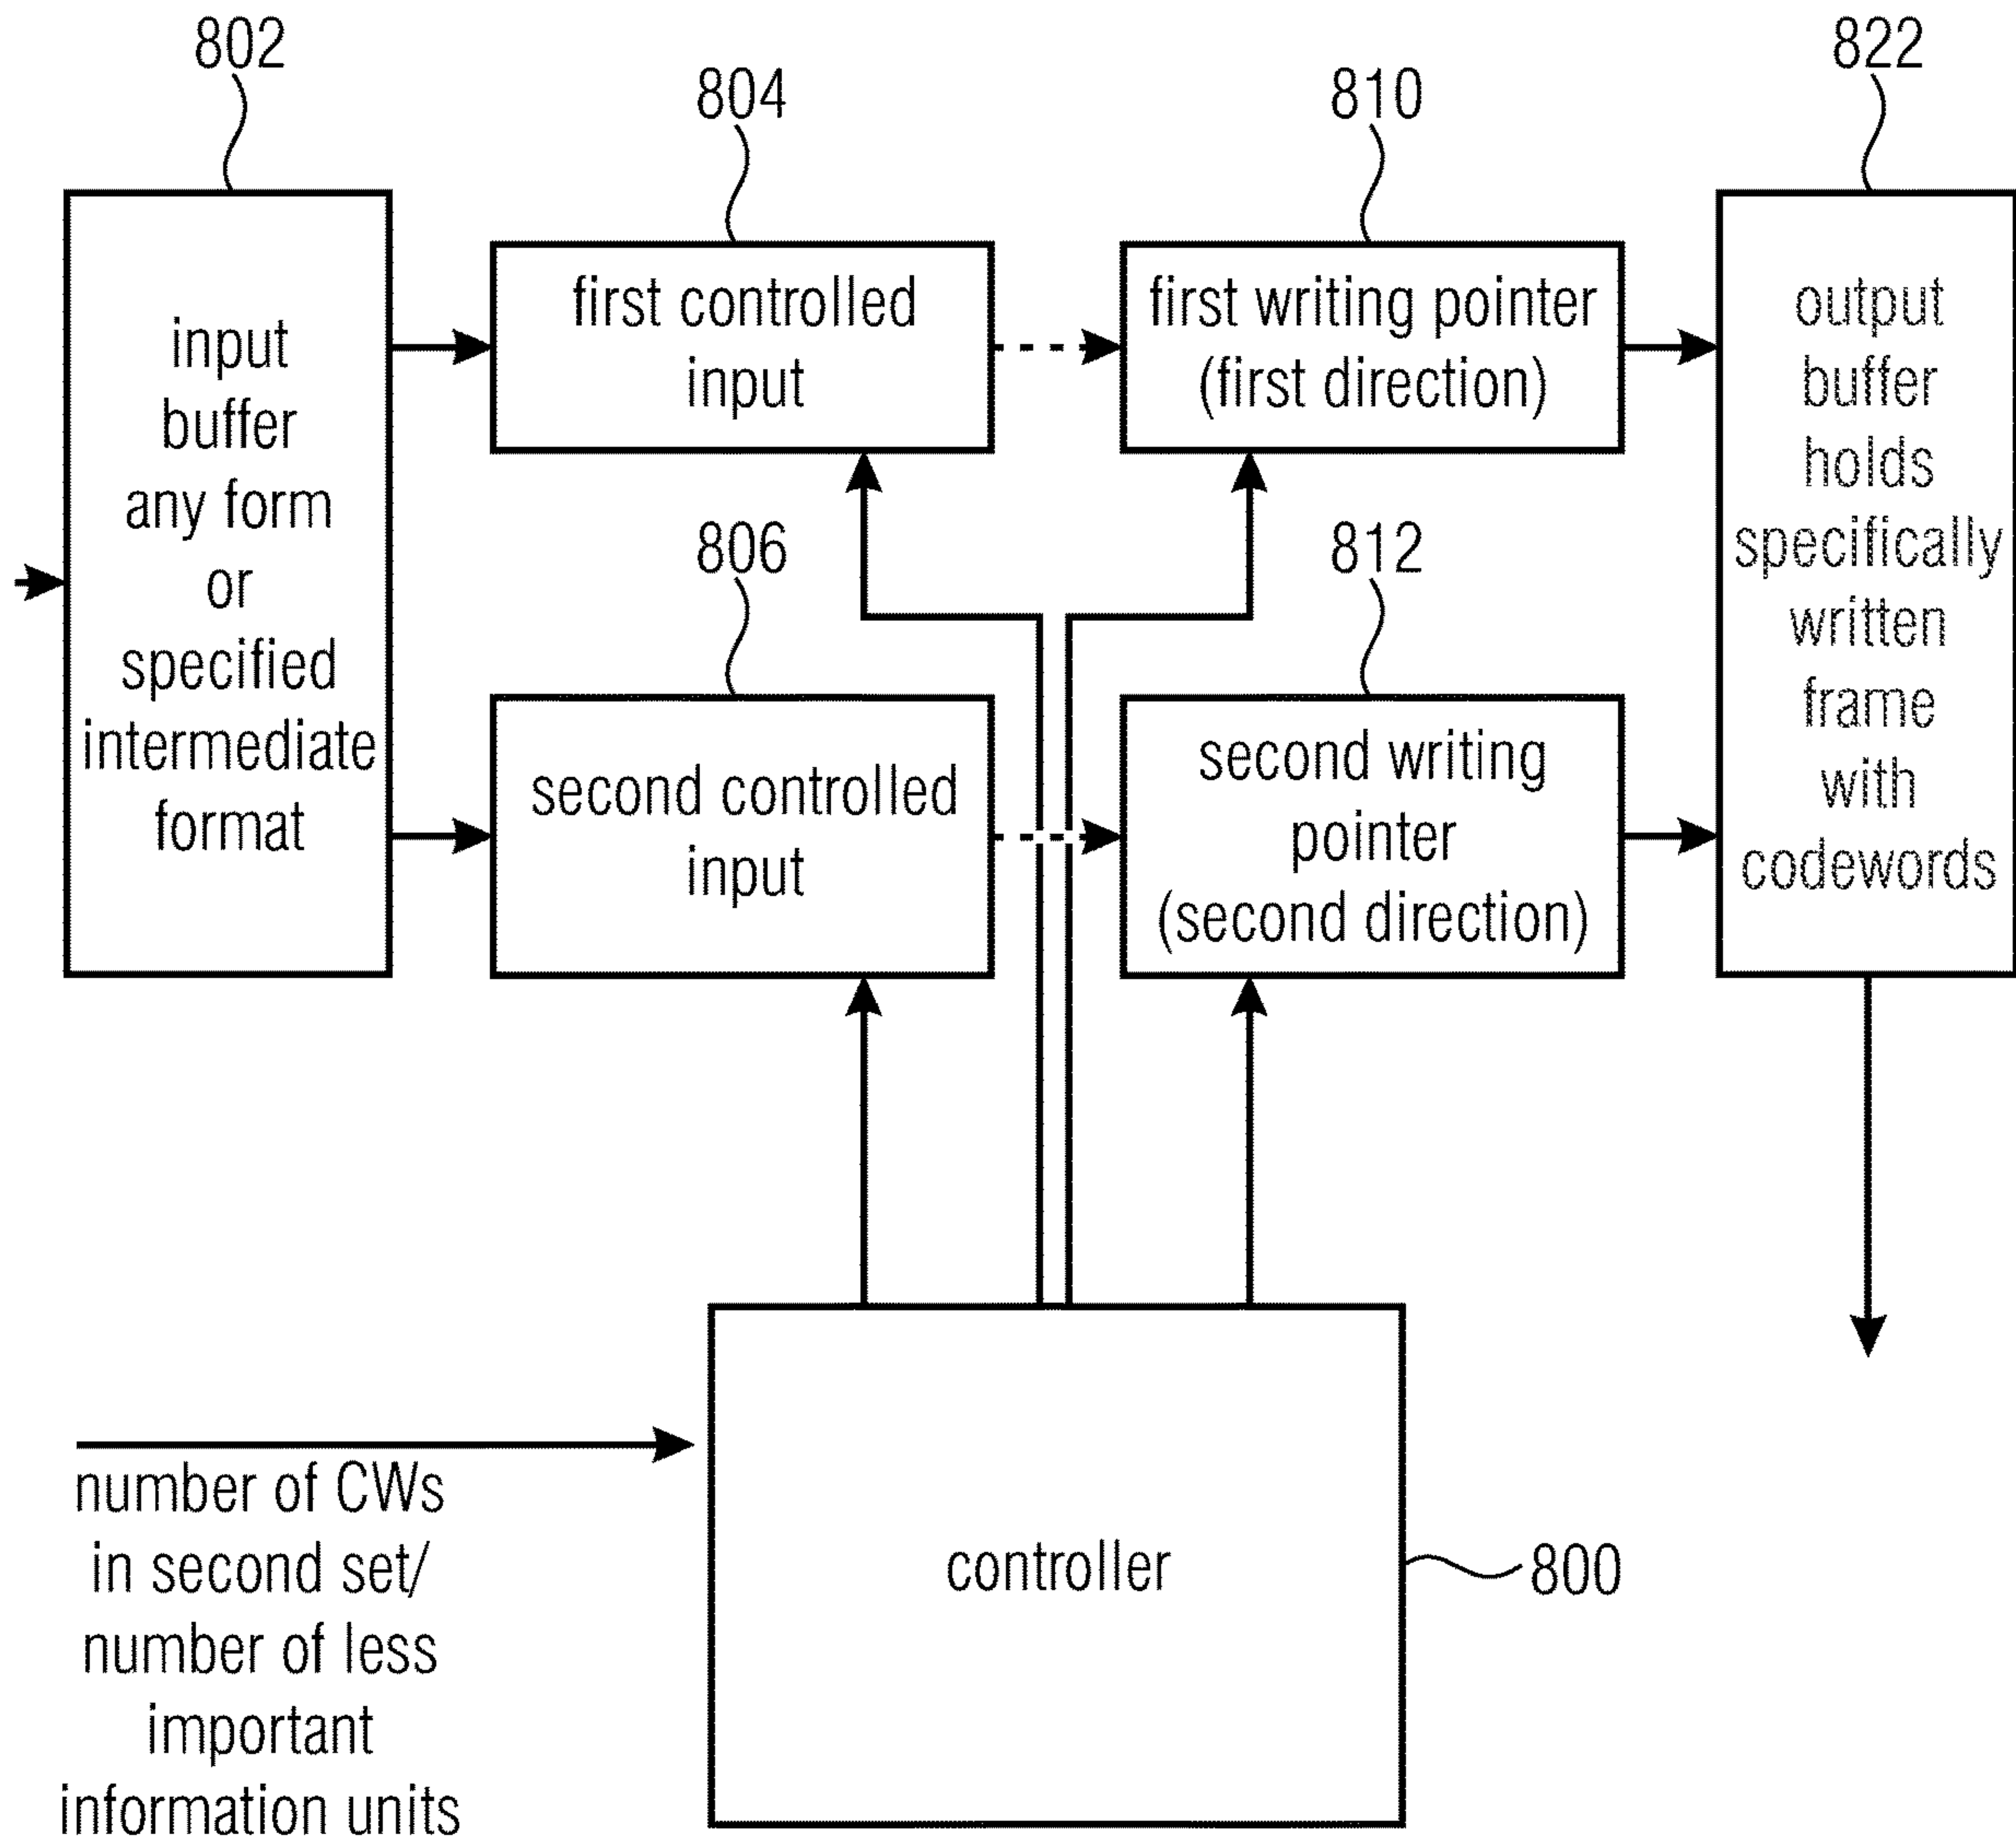 802
804
810
822
input
buffer
any form
or
specified
intermediate
format
first controlled
input
first writing pointer
(first direction)
output
buffer
holds
specifically
written
frame
with
codewords
806
812
second controlled
input
second writing
pointer
(second direction)
number of CWs
in second set/
number of less
important
information units
controller
800